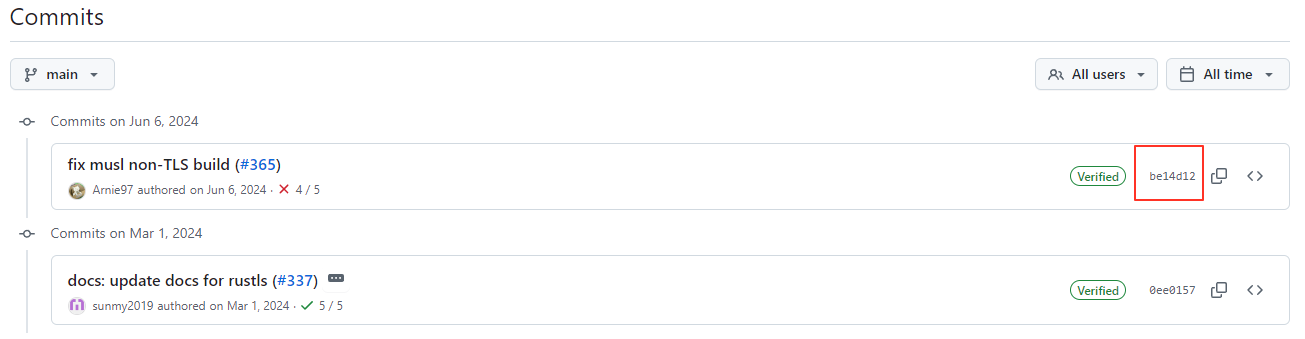 Commits
main
All users
All time
Commits on Jun 6, 2024
fix musl non-TLS build (#365)
Verified
be14d12
Arnie97 authored on Jun 6, 2024 · 4 / 5
Commits on Mar 1, 2024
docs: update docs for rustls (#337)
Verified
0ee0157
sunmy2019 authored on Mar 1, 2024 · 5 / 5